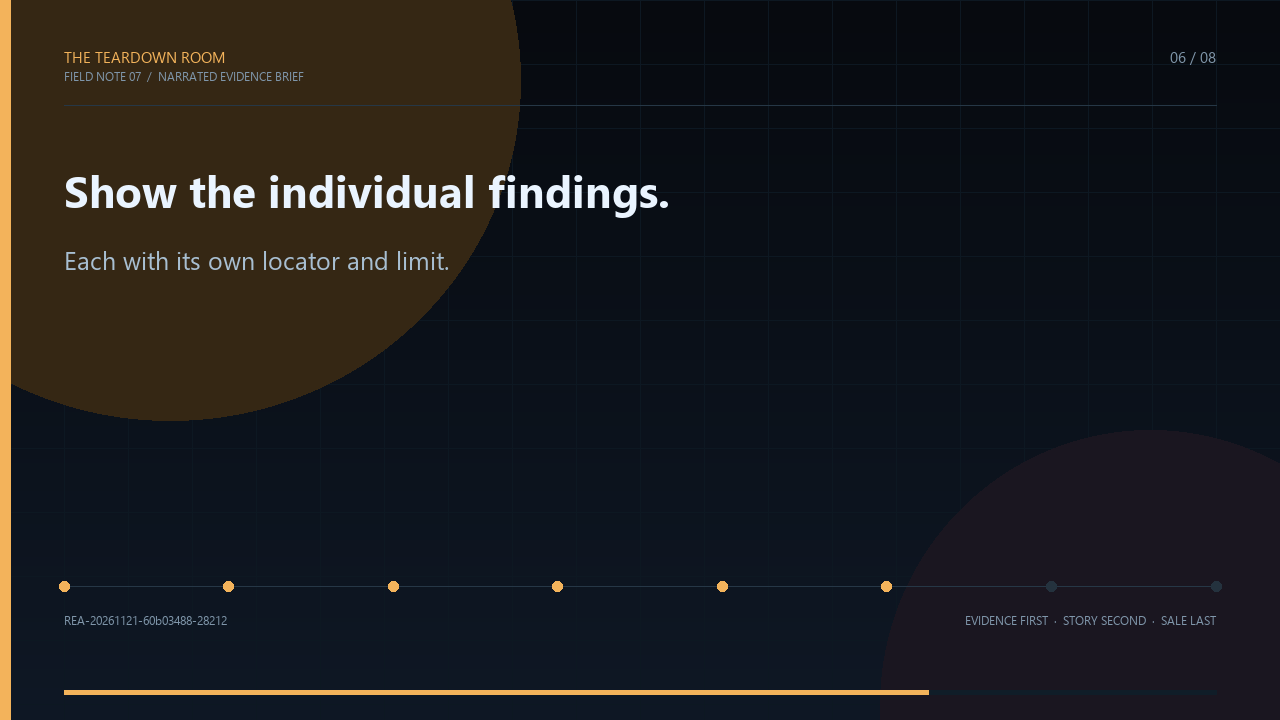 THE TEARDOWN ROOM
06 / 08
FIELD NOTE 07 / NARRATED EVIDENCE BRIEF
Show the individual findings.
Each with its own locator and limit.
REA-20261121-60b03488-28212
EVIDENCE FIRST · STORY SECOND · SALE LAST